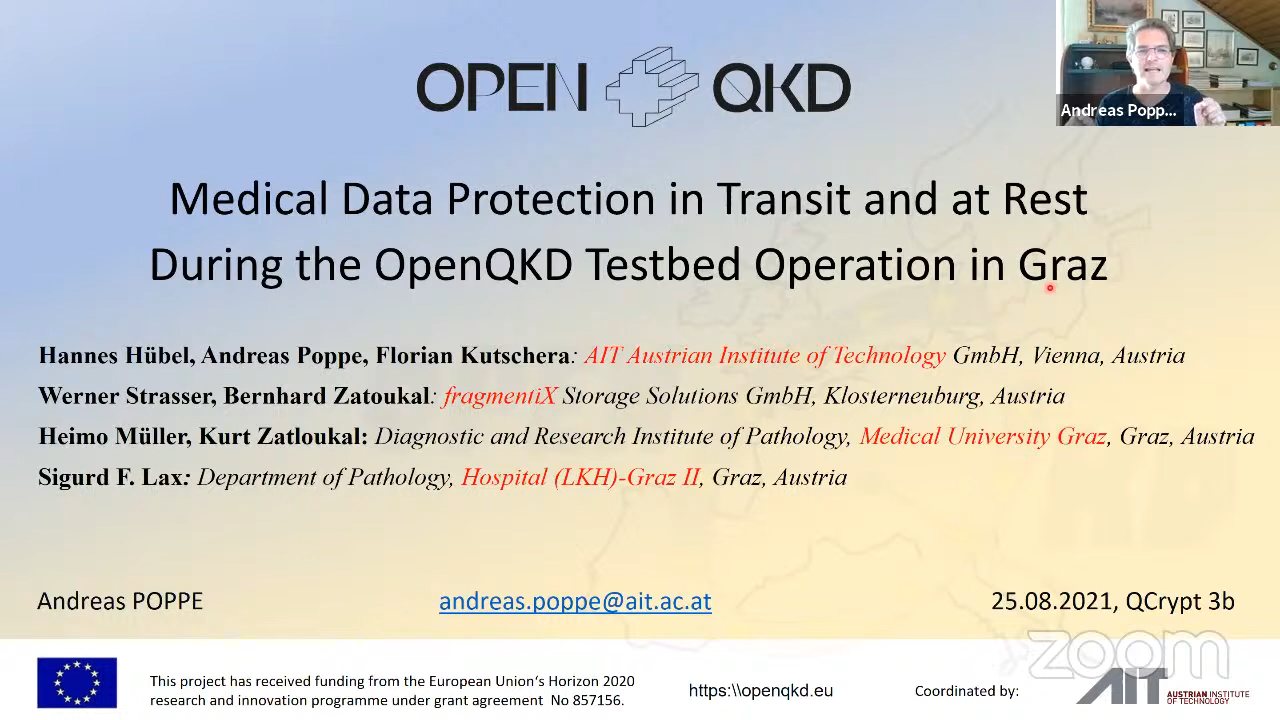 OPEN QKD
Andreas Popp...
Medical Data Protection in Transit and at Rest
During the OpenQKD Testbed Operation in Graz
Hannes Hübel, Andreas Poppe, Florian Kutschera: AIT Austrian Institute of Technology GmbH, Vienna, Austria
Werner Strasser, Bernhard Zatoukal: fragmentiX Storage Solutions GmbH, Klosterneuburg, Austria
Heimo Müller, Kurt Zatloukal: Diagnostic and Research Institute of Pathology, Medical University Graz, Graz, Austria
Sigurd F. Lax: Department of Pathology, Hospital (LKH)-Graz II, Graz, Austria
Andreas POPPE andreas.poppe@ait.ac.at 25.08.2021, QCrypt 3b
zoom
This project has received funding from the European Union‘s Horizon 2020
research and innovation programme under grant agreement No 857156.
https:\\openqkd.eu
Coordinated by:
AIT AUSTRIAN INSTITUTE
OF TECHNOLOGY